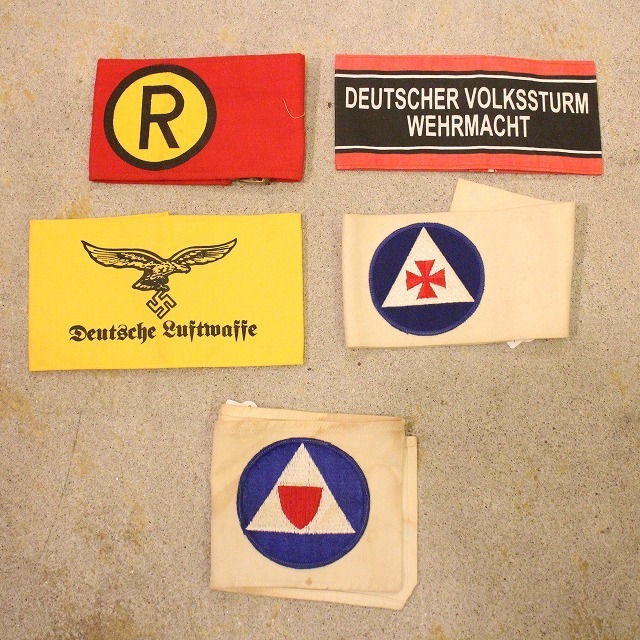 R
DEUTSCHER VOLKSSTURM
WEHRMACHT
Deutsche Luftwaffe